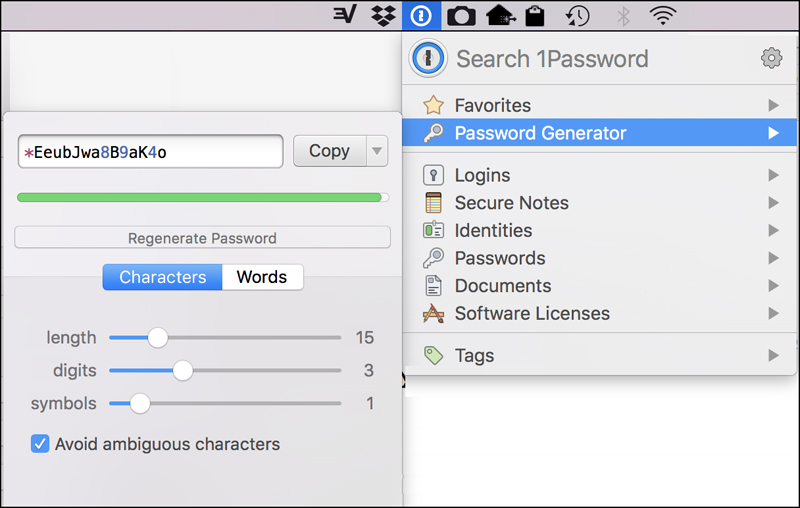 Search 1Password
Favorites
Password Generator
Logins
Secure Notes
Identities
Passwords
Documents
Software Licenses
Tags
*EeubJwa8B9aK4o
Copy
Regenerate Password
Characters Words
length 15
digits 3
symbols 1
Avoid ambiguous characters